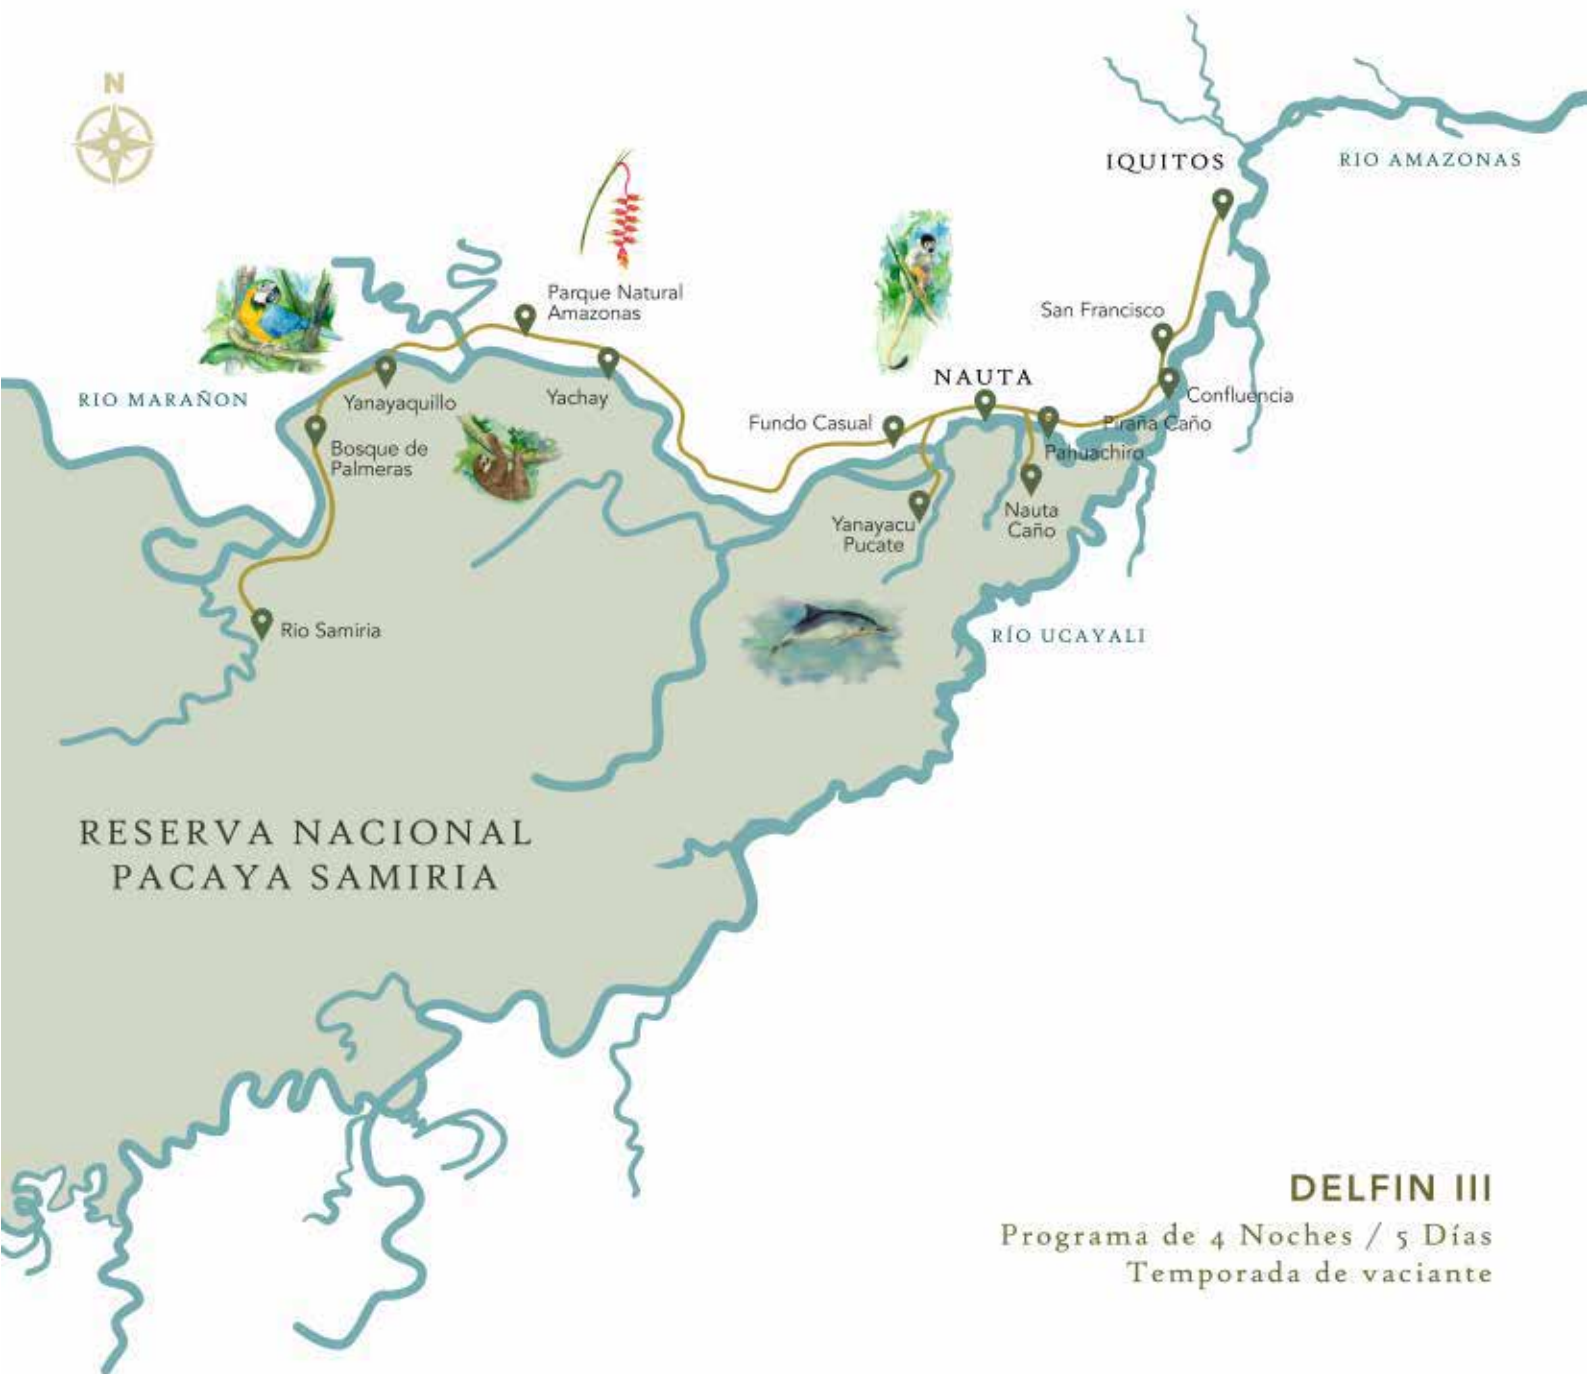 N
IQUITOS
RIO AMAZONAS
Parque Natural
Amazonas
San Francisco
NAUTA
RIO MARAÑON
Yanayaquillo
Yachay
Confluencia
Fundo Casual
Piraña Caño
Bosque de
Palmeras
Pahuachiro
Yanayacu
Pucate
Nauta
Caño
Rio Samiria
RÍO UCAYALI
RESERVA NACIONAL
PACAYA SAMIRIA
DELFIN III
Programa de 4 Noches / 5 Días
Temporada de vaciante